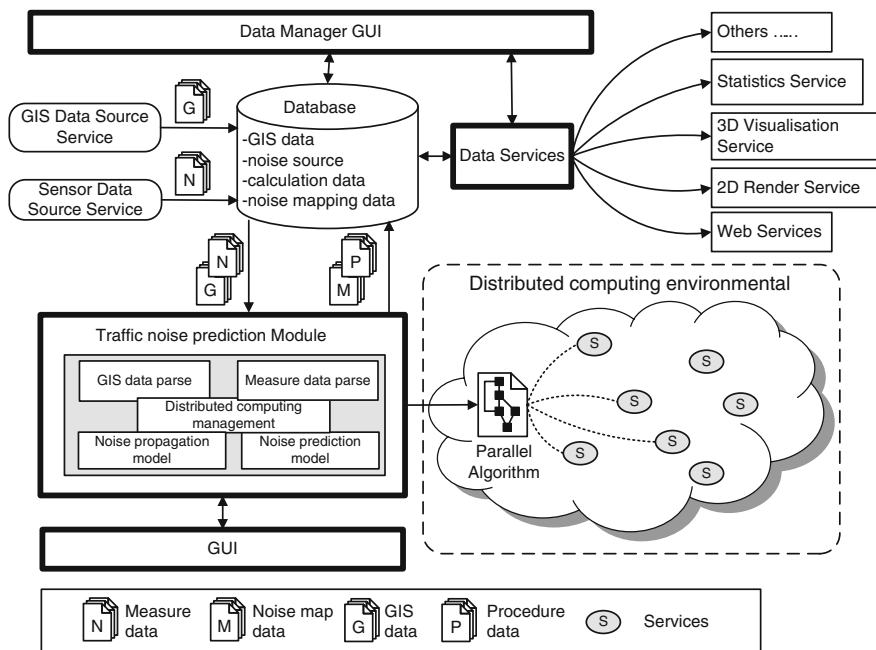 Data Manager GUI
Others .....
Statistics Service
3D Visualisation
Service
2D Render Service
Web Services
G
GIS Data Source
Service
N
Sensor Data
Source Service
Database
-GIS data
-noise source
-calculation data
-noise mapping data
Data Services
N
G
P
M
Traffic noise prediction Module
GIS data parse
Measure data parse
Distributed computing
management
Noise propagation
model
Noise prediction
model
GUI
Distributed computing environmental
Parallel
Algorithm
S
S
S
S
S
S
S
N
Measure
data
M
Noise map
data
G
GIS
data
P
Procedure
data
S
Services